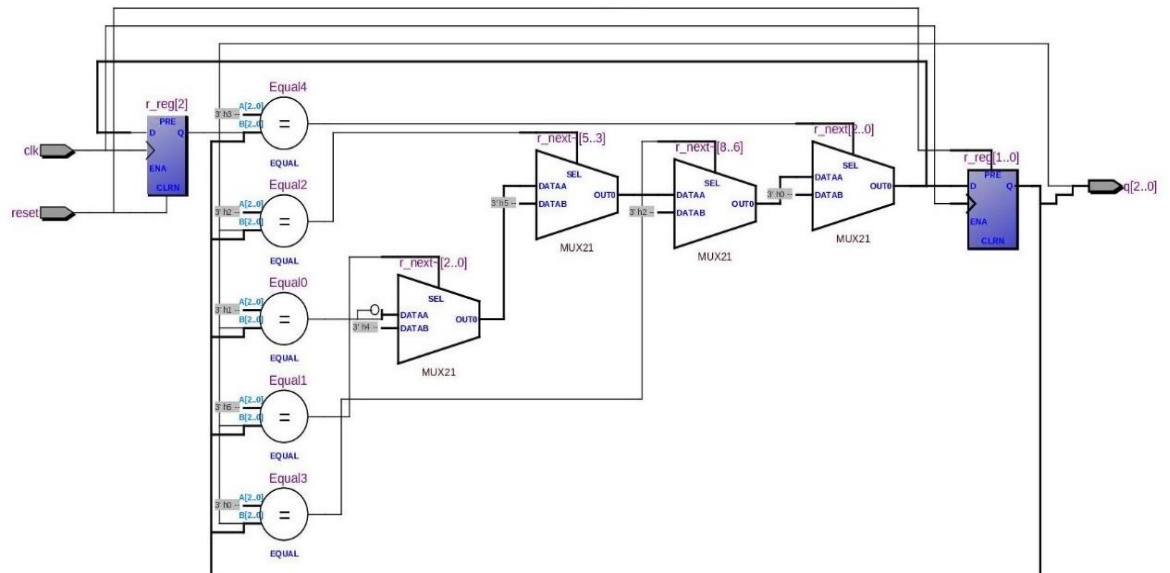 Equal4
r_reg[2]
3' h3 --
A[2..0]
B[2..0]
=
EQUAL
PRE
D
Q
ENA
CLRN
clk
reset
Equal2
3' h2 --
A[2..0]
B[2..0]
=
EQUAL
Equal0
3' h1 --
A[2..0]
B[2..0]
=
EQUAL
Equal1
3' h6 --
A[2..0]
B[2..0]
=
EQUAL
Equal3
3' h0 --
A[2..0]
B[2..0]
=
EQUAL
r_next~[2..0]
SEL
DATAA
3' h4 --
DATAB
OUT0
MUX21
r_next~[5..3]
SEL
DATAA
3' h5 --
DATAB
OUT0
MUX21
r_next~[8..6]
SEL
DATAA
3' h2 --
DATAB
OUT0
MUX21
r_next[2..0]
SEL
DATAA
3' h0 --
DATAB
OUT0
MUX21
r_reg[1..0]
PRE
D
Q
ENA
CLRN
q[2..0]